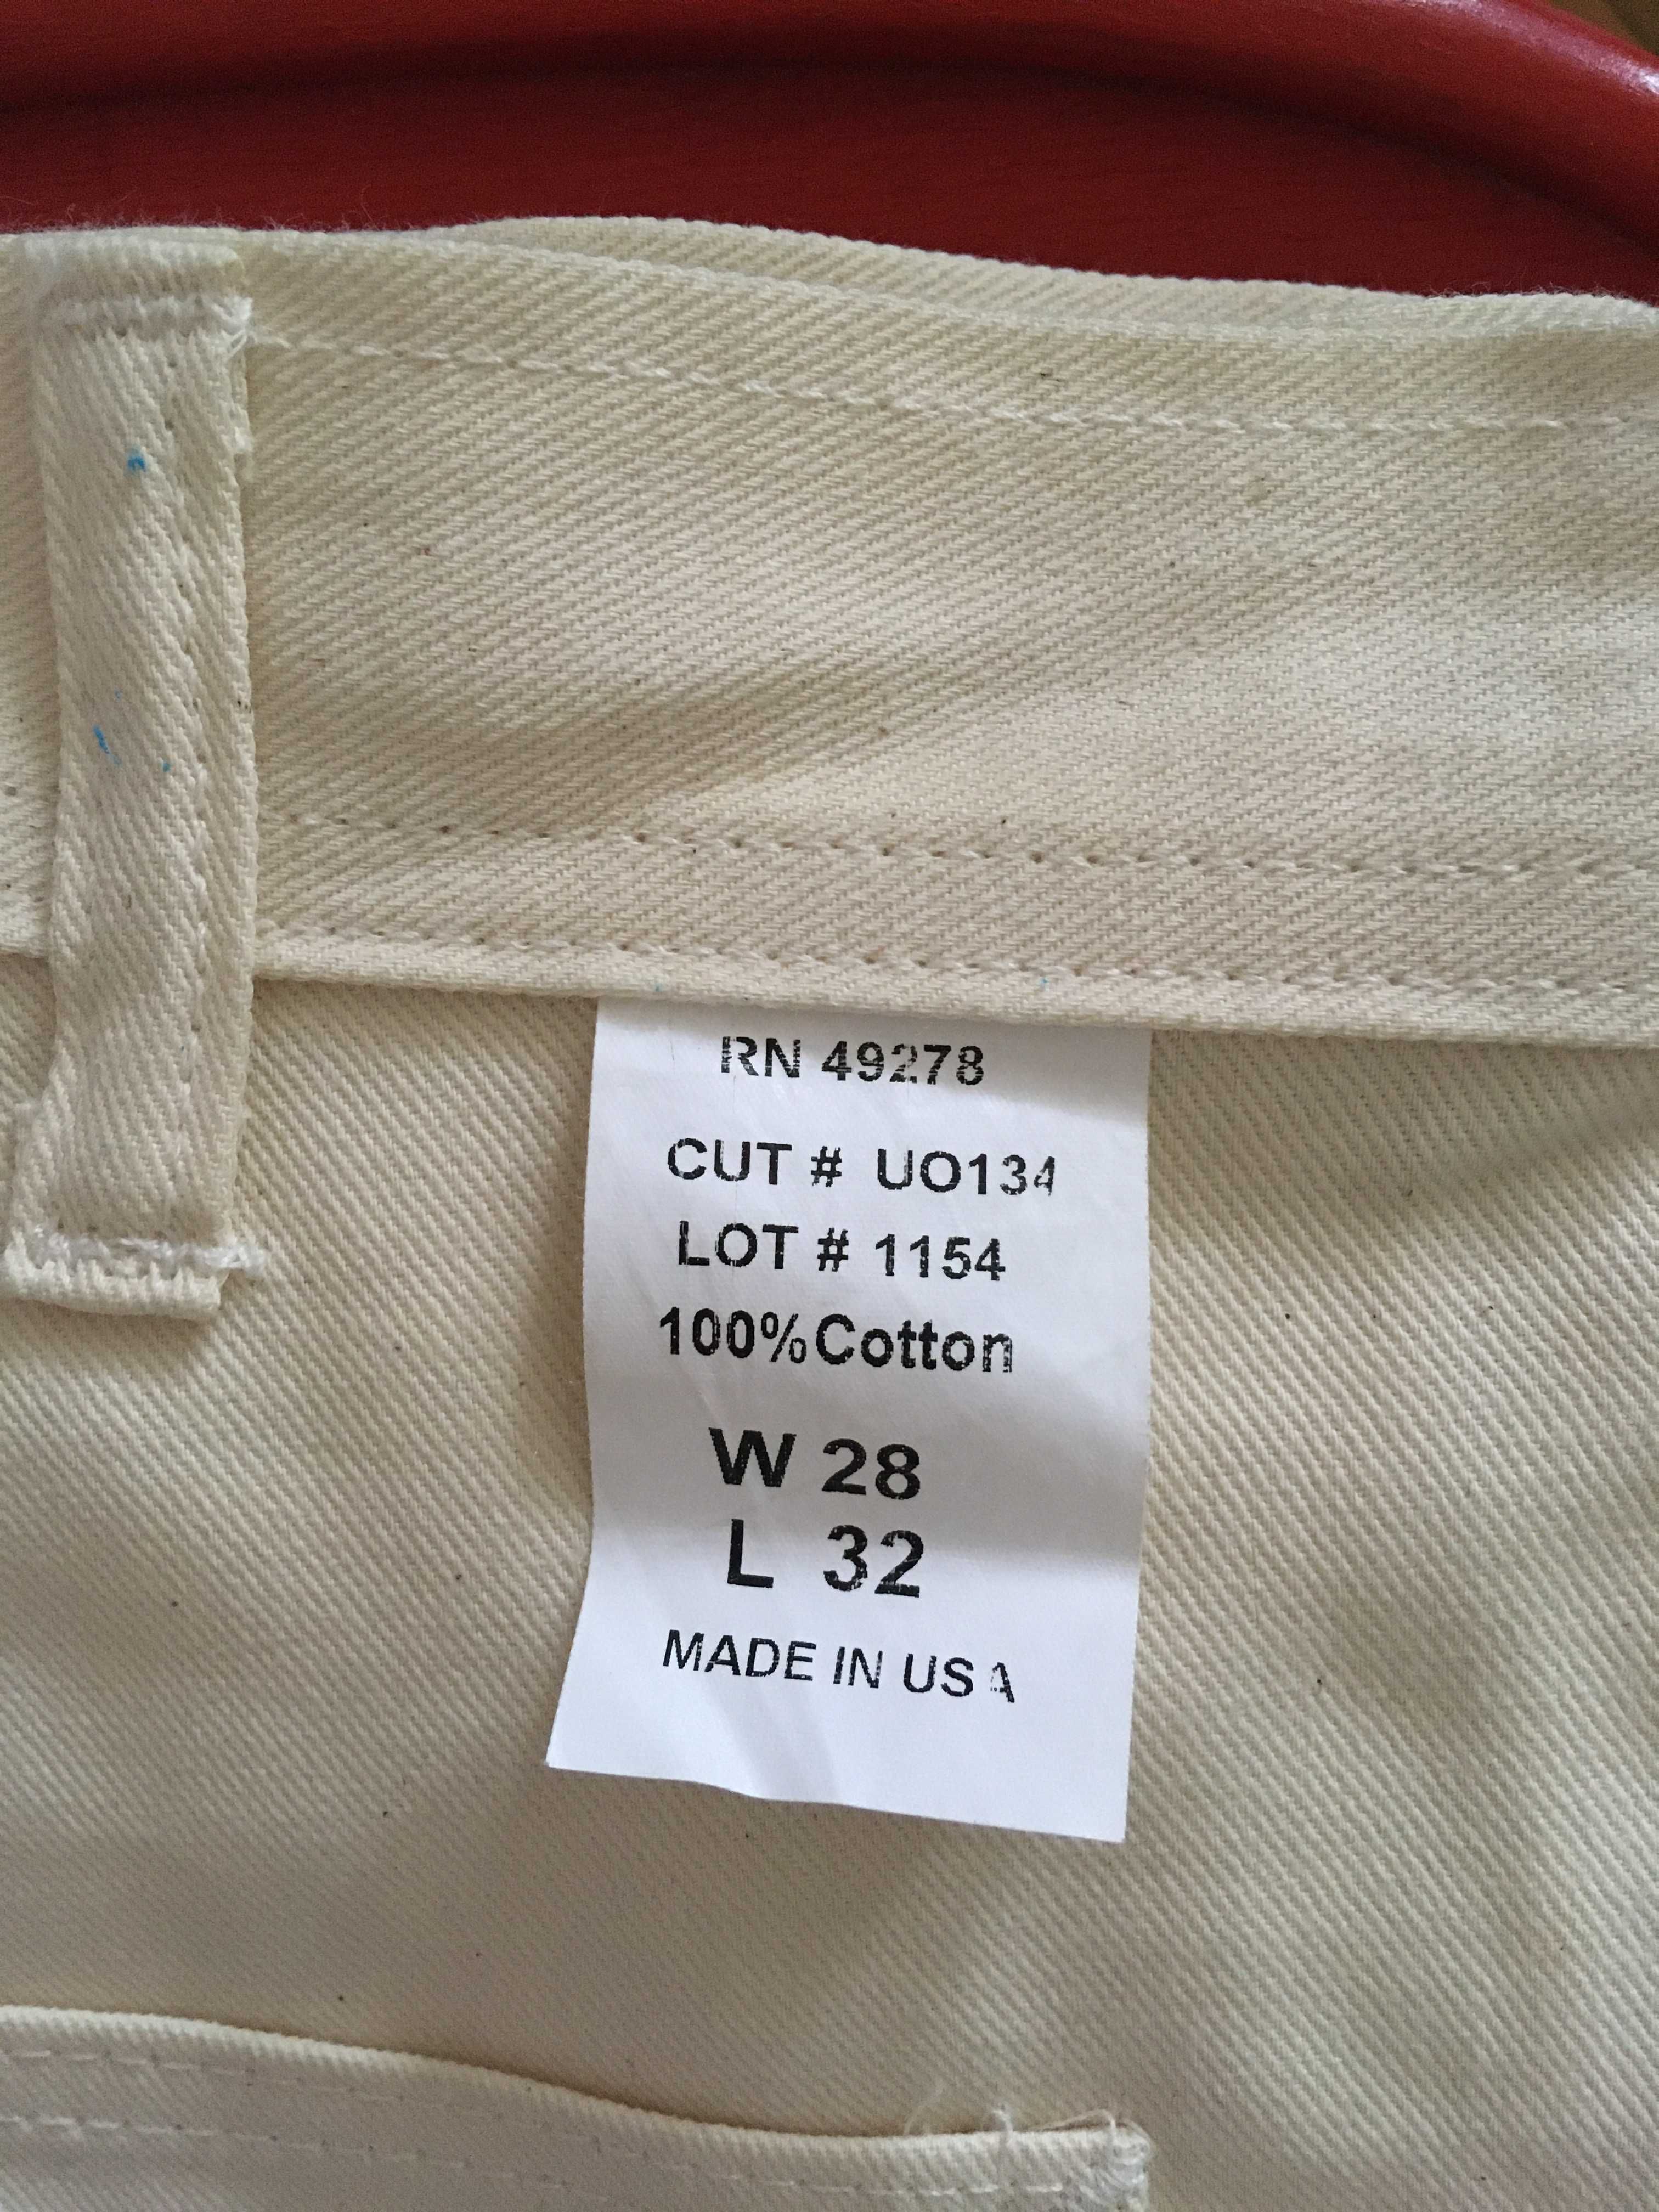 RN 49278
CUT # UO134
LOT # 1154
100%Cotton
W 28
L 32
MADE IN USA